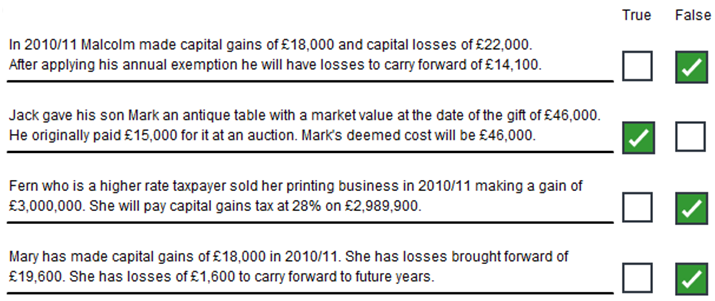 True False
In 2010/11 Malcolm made capital gains of £18,000 and capital losses of £22,000.
After applying his annual exemption he will have losses to carry forward of £14,100.
Jack gave his son Mark an antique table with a market value at the date of the gift of £46,000.
He originally paid £15,000 for it at an auction. Mark's deemed cost will be £46,000.
Fern who is a higher rate taxpayer sold her printing business in 2010/11 making a gain of
£3,000,000. She will pay capital gains tax at 28% on £2,989,900.
Mary has made capital gains of £18,000 in 2010/11. She has losses brought forward of
£19,600. She has losses of £1,600 to carry forward to future years.